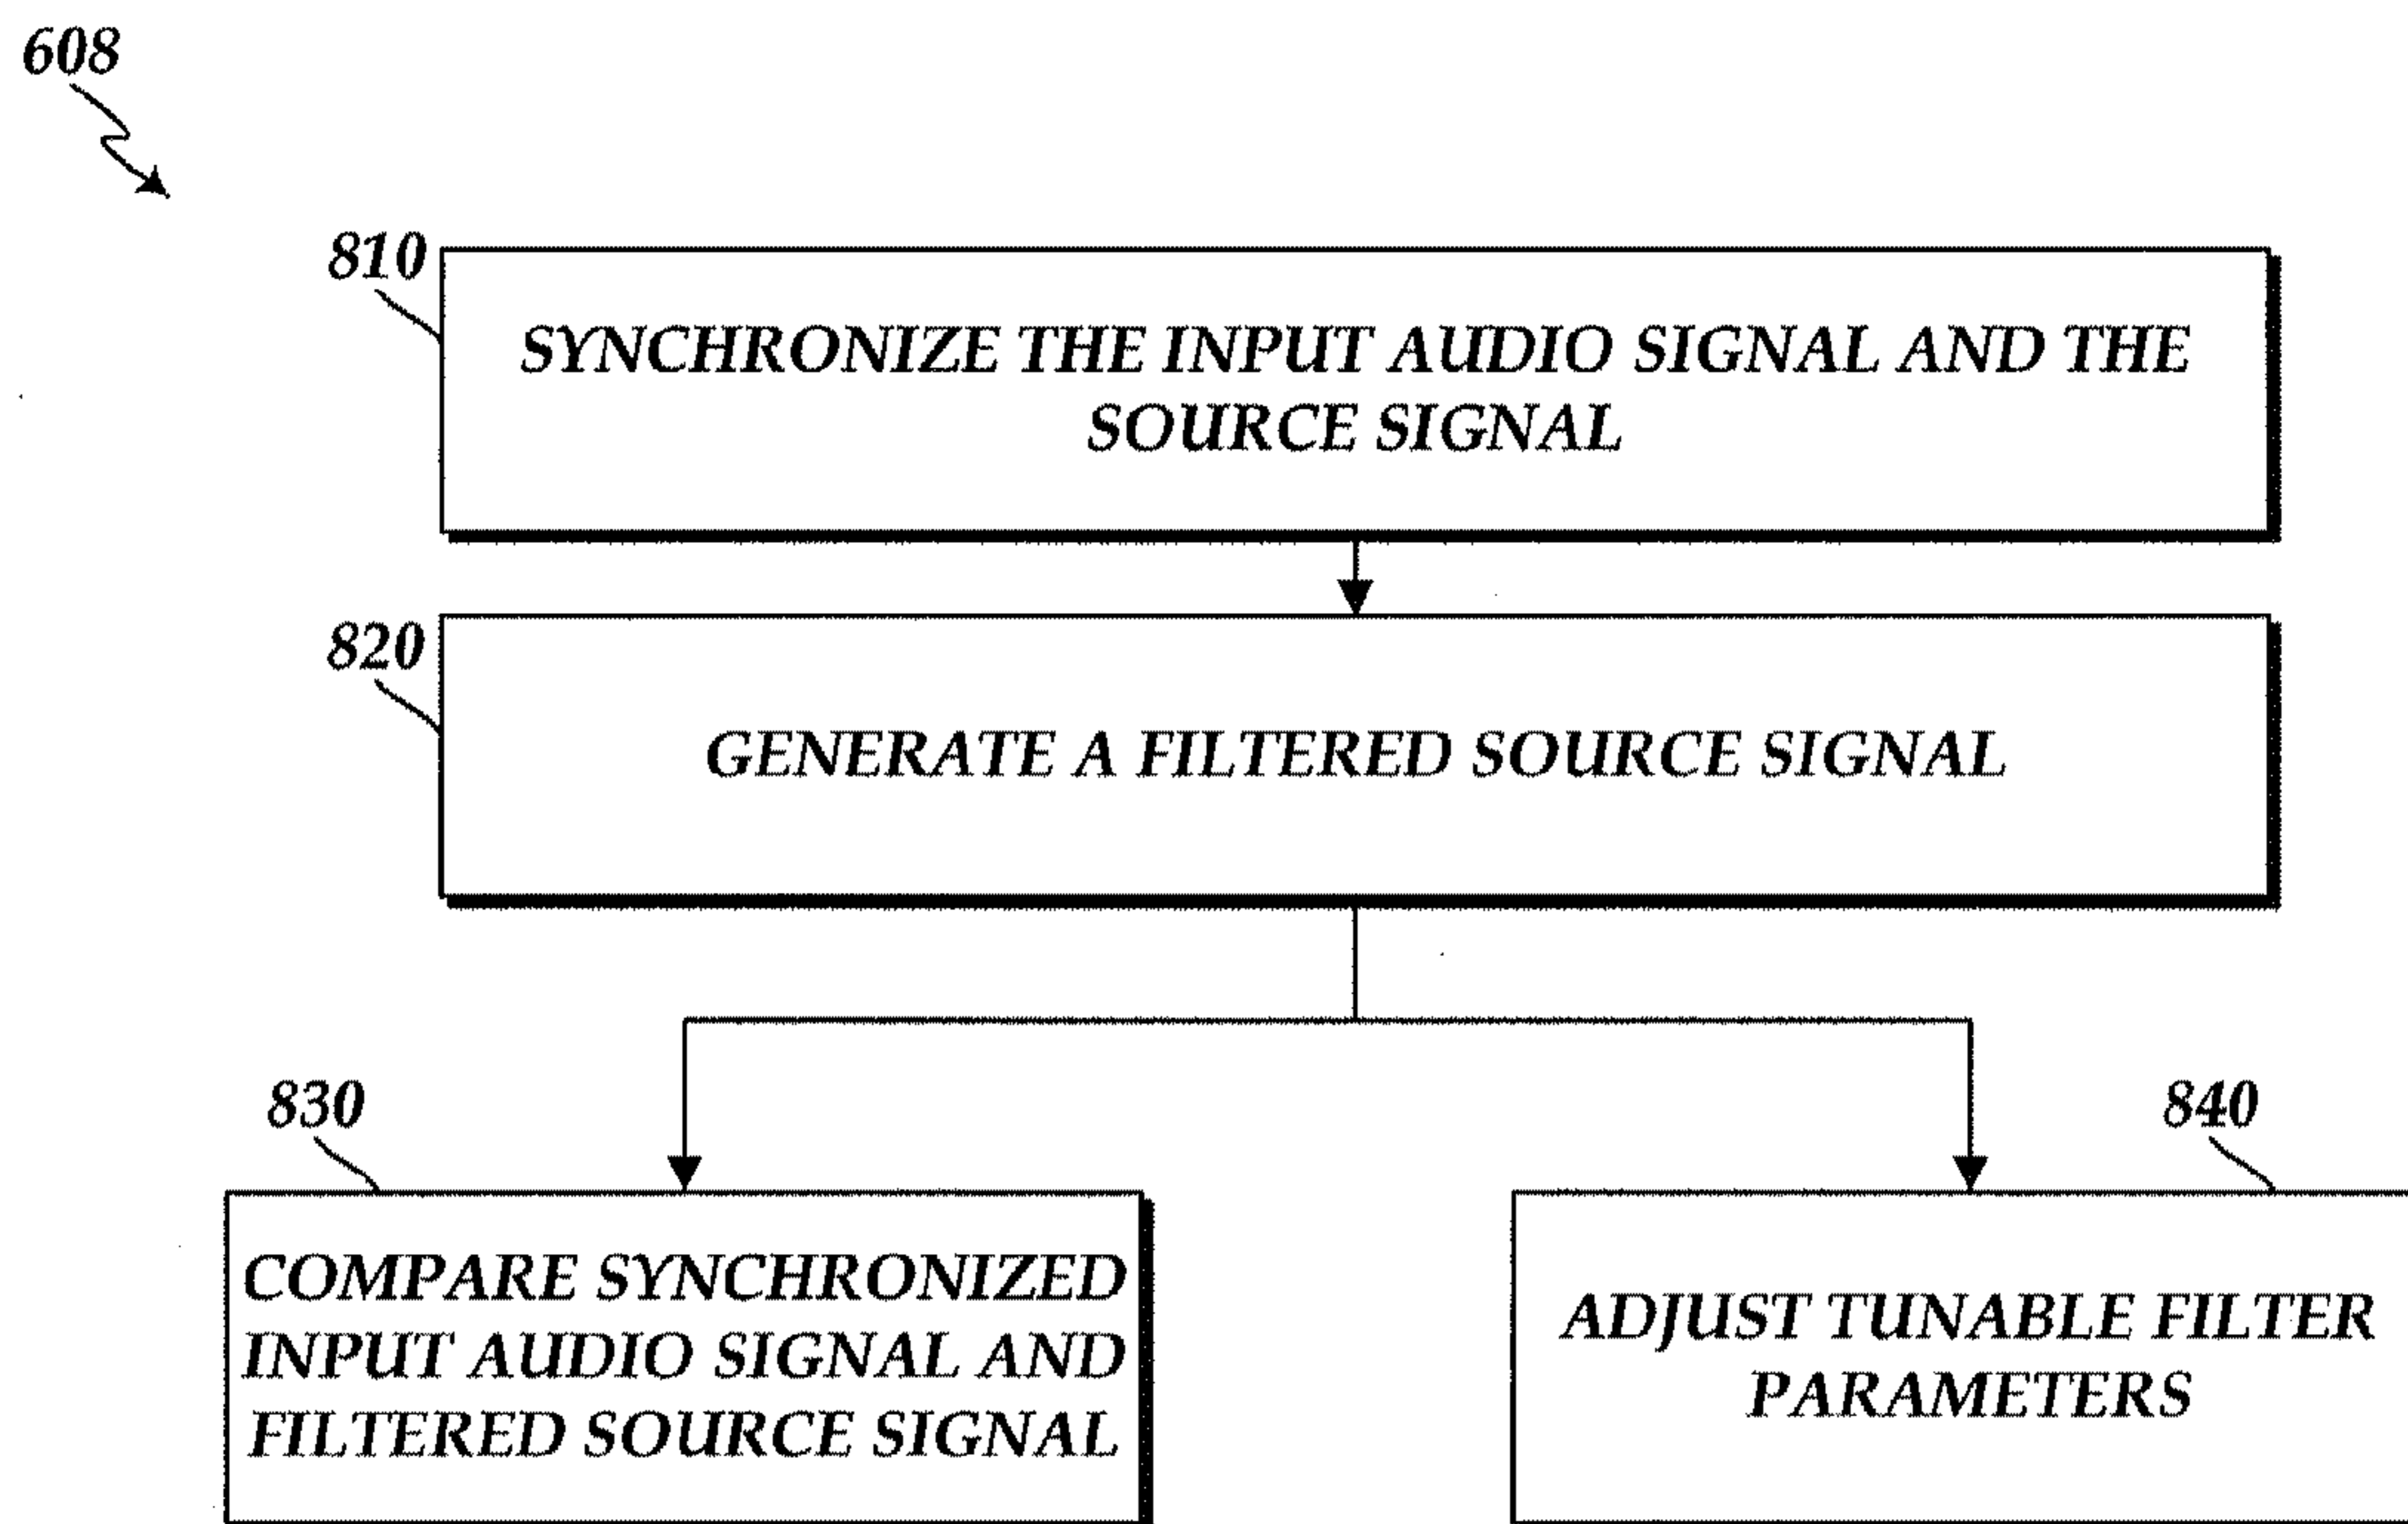 608
810
SYNCHRONIZE THE INPUT AUDIO SIGNAL AND THE
SOURCE SIGNAL
820
GENERATE A FILTERED SOURCE SIGNAL
830
COMPARE SYNCHRONIZED
INPUT AUDIO SIGNAL AND
FILTERED SOURCE SIGNAL
840
ADJUST TUNABLE FILTER
PARAMETERS